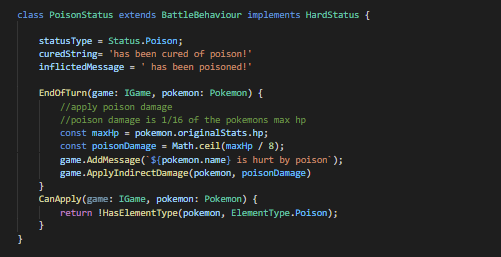 class PoisonStatus extends BattleBehaviour implements HardStatus {
statusType = Status.Poison;
curedString= 'has been cured of poison!'
inflictedMessage = ' has been poisoned!'
EndOfTurn(game: IGame, pokemon: Pokemon) {
//apply poison damage
//poison damage is 1/16 of the pokemons max hp
const maxHp = pokemon.originalStats.hp;
const poisonDamage = Math.ceil(maxHp / 8);
game.AddMessage(`${pokemon.name} is hurt by poison`);
game.ApplyIndirectDamage(pokemon, poisonDamage)
}
CanApply(game: IGame, pokemon: Pokemon) {
return !HasElementType(pokemon, ElementType.Poison);
}
}